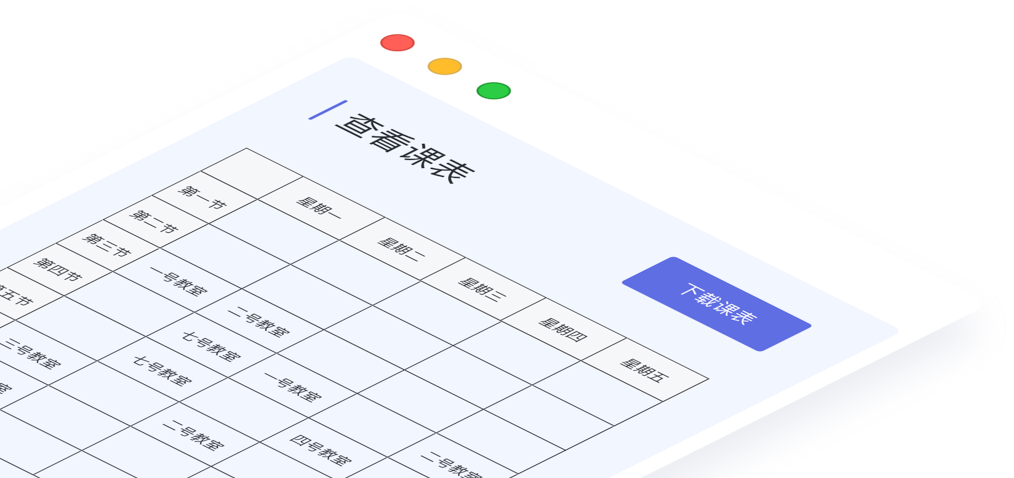 查看课表
下载课表
星期一
星期二
星期三
星期四
星期五
第一节
第二节
第三节
一号教室
二号教室
第四节
七号教室
一号教室
二号教室
五节
七号教室
四号教室
三号教室
二号教室
室